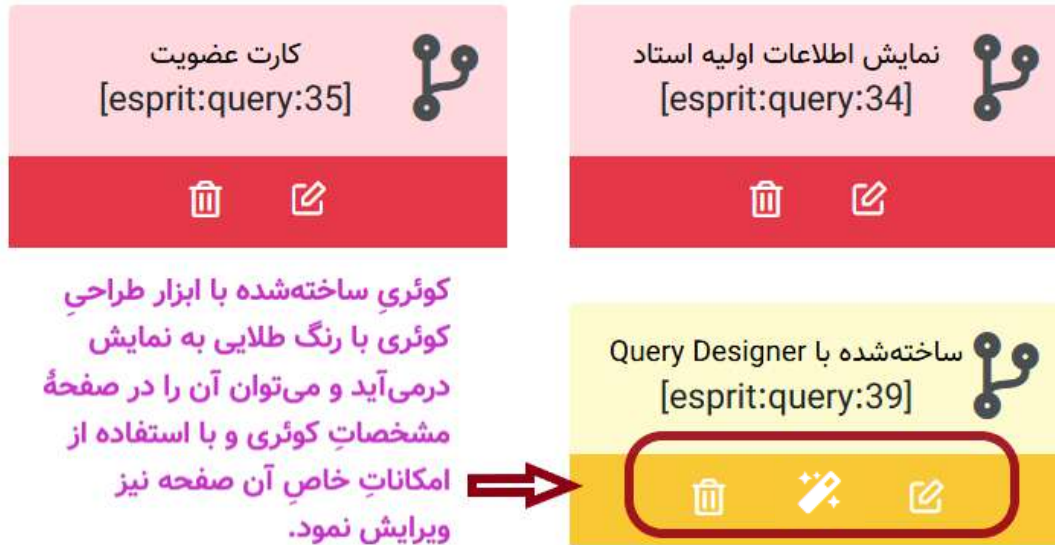 نمایش اطلاعات اولیه استاد
[esprit:query:34]
کارت عضویت
[esprit:query:35]
ساخته‌شده با Query Designer
[esprit:query:39]
کوئریِ ساخته‌شده با ابزار طراحیِ
کوئری با رنگ طلایی به نمایش
درمی‌آید و می‌توان آن را در صفحهٔ
مشخصاتِ کوئری و با استفاده از
امکاناتِ خاصِ آن صفحه نیز
ویرایش نمود.